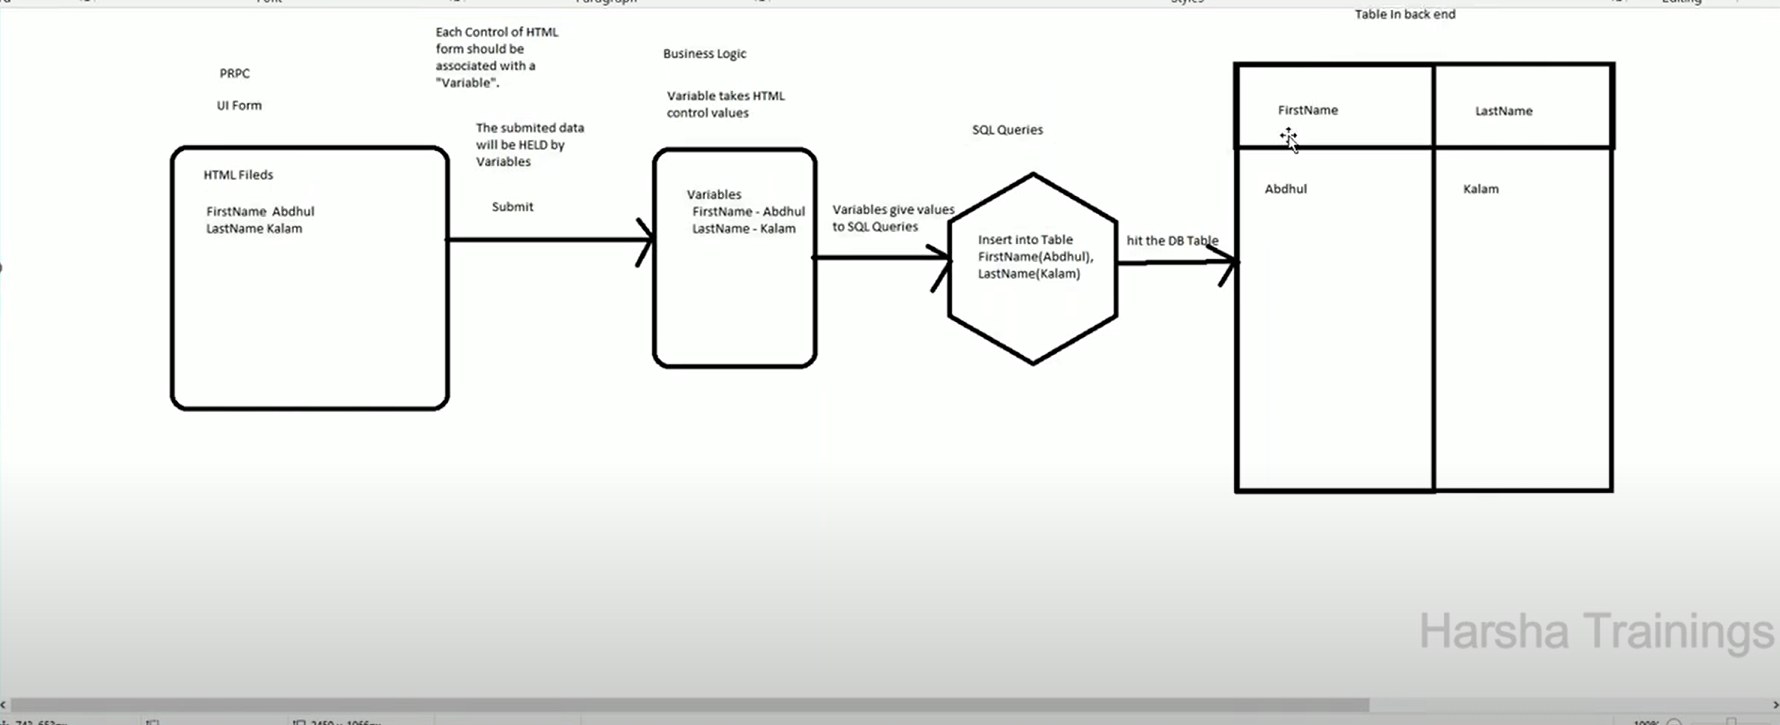 Table In back end
Each Control of HTML
form should be
associated with a
"Variable".
Business Logic
PRPC
UI Form
Variable takes HTML
control values
The submited data
will be HELD by
Variables
SQL Queries
FirstName
LastName
HTML Fileds
FirstName Abdhul
LastName Kalam
Submit
Variables
FirstName - Abdhul
LastName - Kalam
Variables give values
to SQL Queries
Insert into Table
FirstName(Abdhul),
LastName(Kalam)
hit the DB Table
Abdhul
Kalam
Harsha Trainings